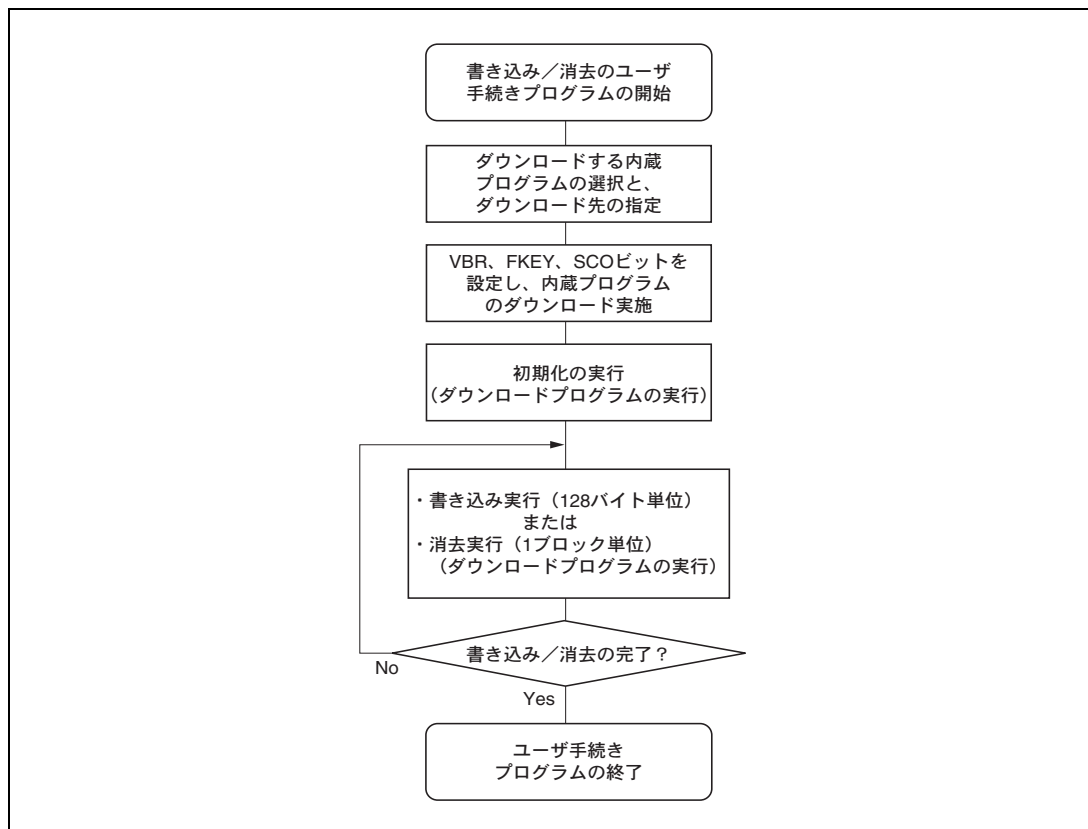 書き込み／消去のユーザ
手続きプログラムの開始
ダウンロードする内蔵
プログラムの選択と、
ダウンロード先の指定
VBR、FKEY、SCOビットを
設定し、内蔵プログラム
のダウンロード実施
初期化の実行
（ダウンロードプログラムの実行）
・書き込み実行（128バイト単位）
または
・消去実行（1ブロック単位）
（ダウンロードプログラムの実行）
書き込み／消去の完了？
No
Yes
ユーザ手続き
プログラムの終了